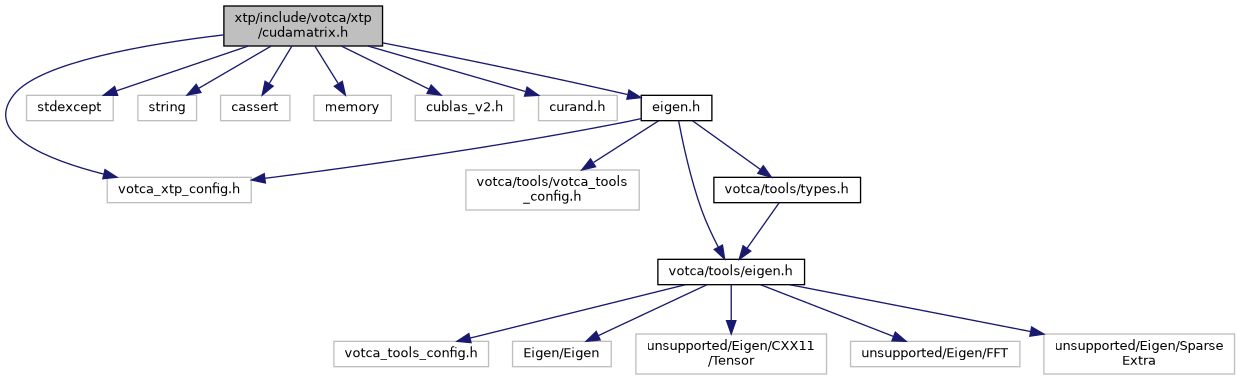 xtp/include/votca/xtp
/cudamatrix.h
stdexcept
string
cassert
memory
cublas_v2.h
curand.h
eigen.h
votca_xtp_config.h
votca/tools/votca_tools
_config.h
votca/tools/types.h
votca/tools/eigen.h
votca_tools_config.h
Eigen/Eigen
unsupported/Eigen/CXX11
/Tensor
unsupported/Eigen/FFT
unsupported/Eigen/Sparse
Extra